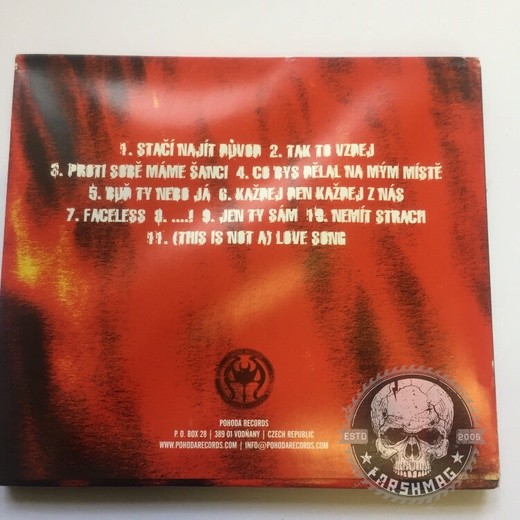 1. STAČÍ NAJÍT DŮVOD 2. TAK TO VZDEJ
3. PROTI SOBĚ MÁME ŠANCI 4. CO BYS DĚLAL NA MÝM MÍSTĚ
5. BUĎ TY NEBO JÁ 6. KAŽDEJ DEN KAŽDEJ Z NÁS
7. FACELESS 8. ....! 9. JEN TY SÁM 10. NEMÍT STRACH
11. (THIS IS NOT A) LOVE SONG
POHODA RECORDS
P. O. BOX 28 | 389 01 VODŇANY | CZECH REPUBLIC
WWW.POHODARECORDS.COM | INFO@POHODARECORDS.COM
ESTD 2005
FARSHMAG